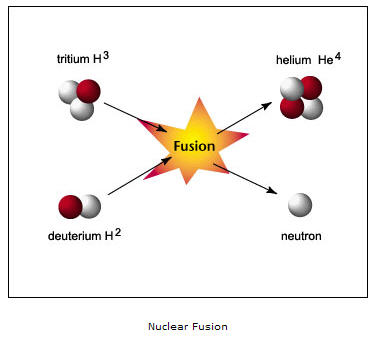 tritium H3
helium He4
Fusion
deuterium H2
neutron
Nuclear Fusion